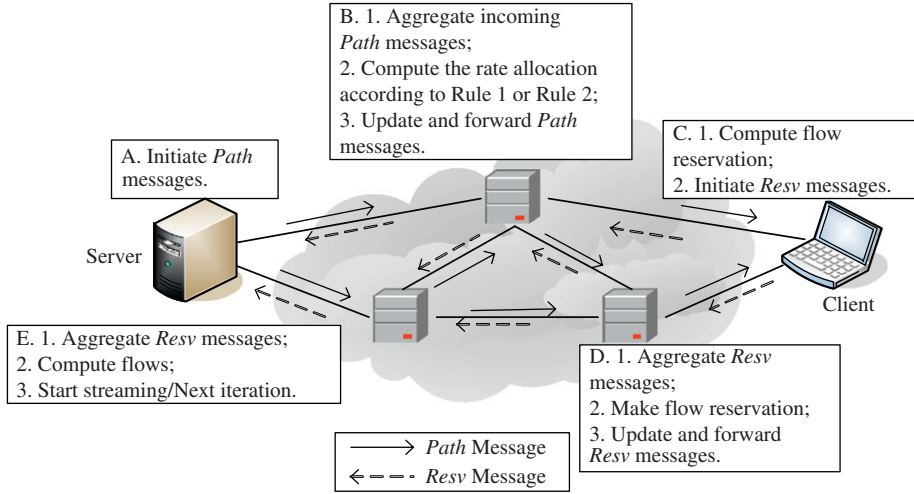 B. 1. Aggregate incoming
Path messages;
2. Compute the rate allocation
according to Rule 1 or Rule 2;
3. Update and forward Path
messages.
A. Initiate Path
messages.
C. 1. Compute flow
reservation;
2. Initiate Resv messages.
Server
Client
E. 1. Aggregate Resv messages;
2. Compute flows;
3. Start streaming/Next iteration.
D. 1. Aggregate Resv
messages;
2. Make flow reservation;
3. Update and forward
Resv messages.
Path Message
Resv Message